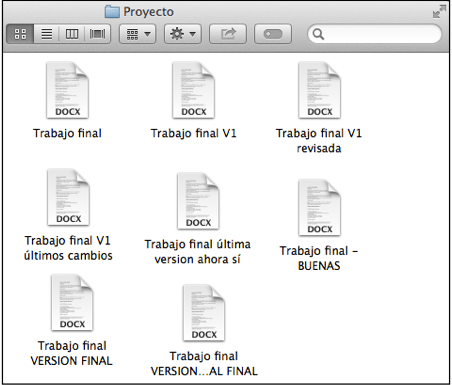 Proyecto
DOCX
DOCX
DOCX
Trabajo final
Trabajo final V1
Trabajo final V1
revisada
DOCX
DOCX
DOCX
Trabajo final V1
últimos cambios
Trabajo final última
version ahora sí
Trabajo final -
BUENAS
DOCX
DOCX
Trabajo final
VERSION FINAL
Trabajo final
VERSION...AL FINAL